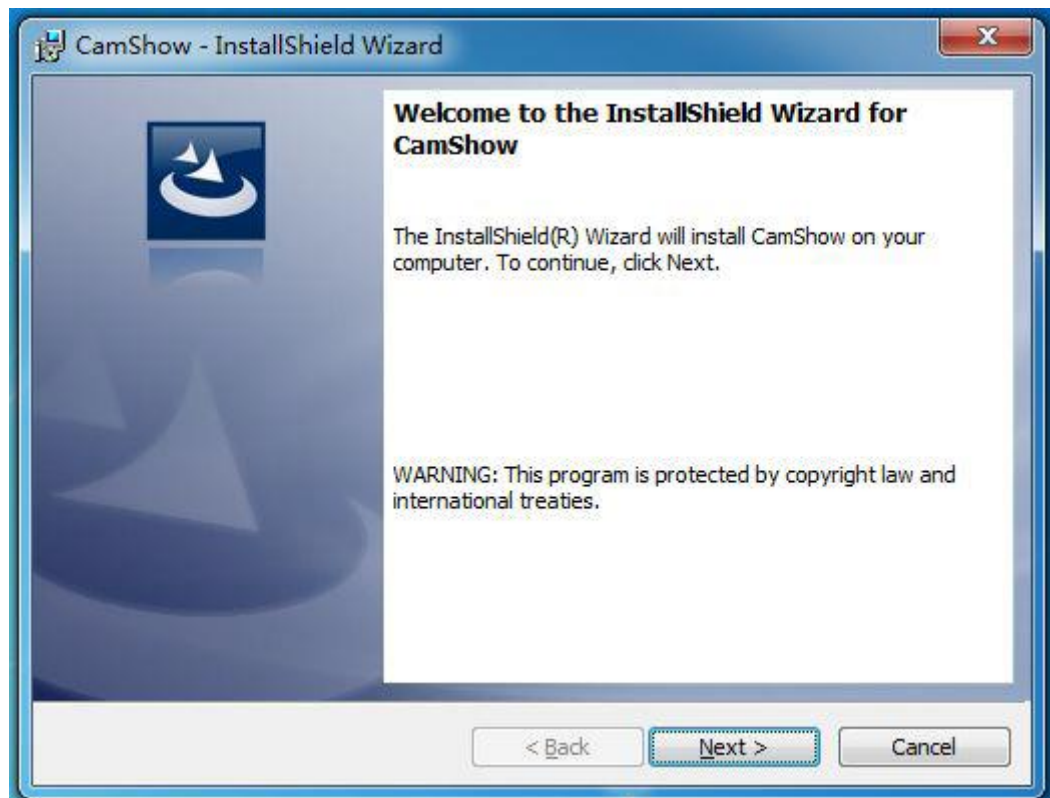 CamShow - InstallShield Wizard
Welcome to the InstallShield Wizard for
CamShow
The InstallShield(R) Wizard will install CamShow on your
computer. To continue, click Next.
WARNING: This program is protected by copyright law and
international treaties.
< Back
Next >
Cancel